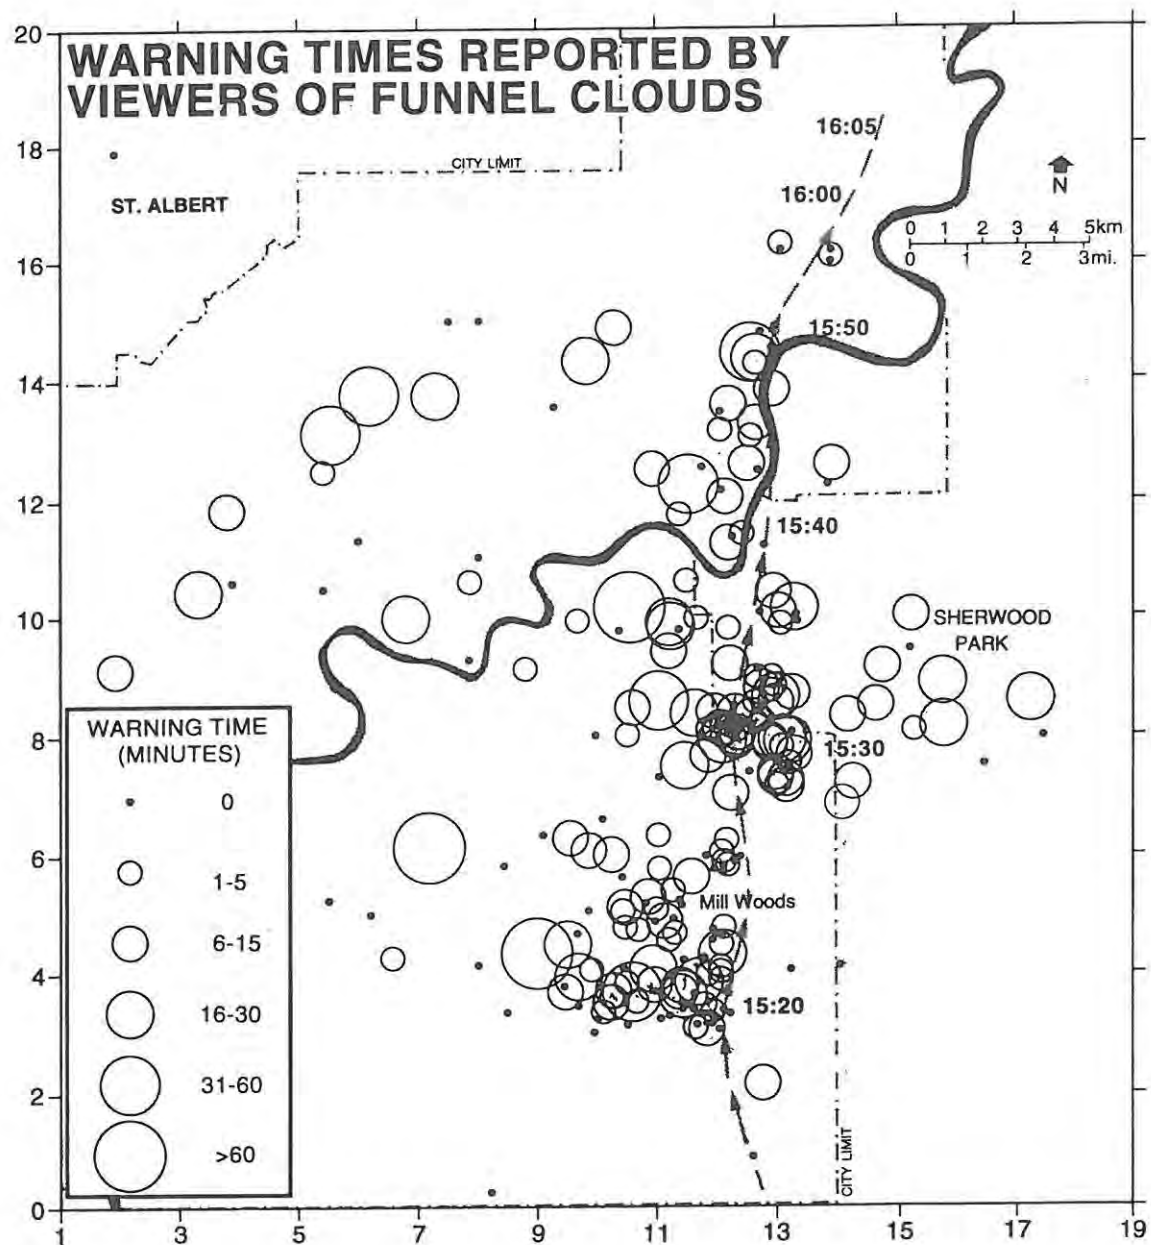 WARNING TIMES REPORTED BY
VIEWERS OF FUNNEL CLOUDS
20
18
16
14
12
10
8
6
4
2
0
1
3
5
7
9
11
13
15
17
19
CITY LIMIT
ST. ALBERT
16:05
16:00
15:50
15:40
15:30
15:20
N
0 1 2 3 4 5km
0 1 2 3mi.
SHERWOOD
PARK
Mill Woods
CITY LIMIT
WARNING TIME
(MINUTES)
0
1-5
6-15
16-30
31-60
>60